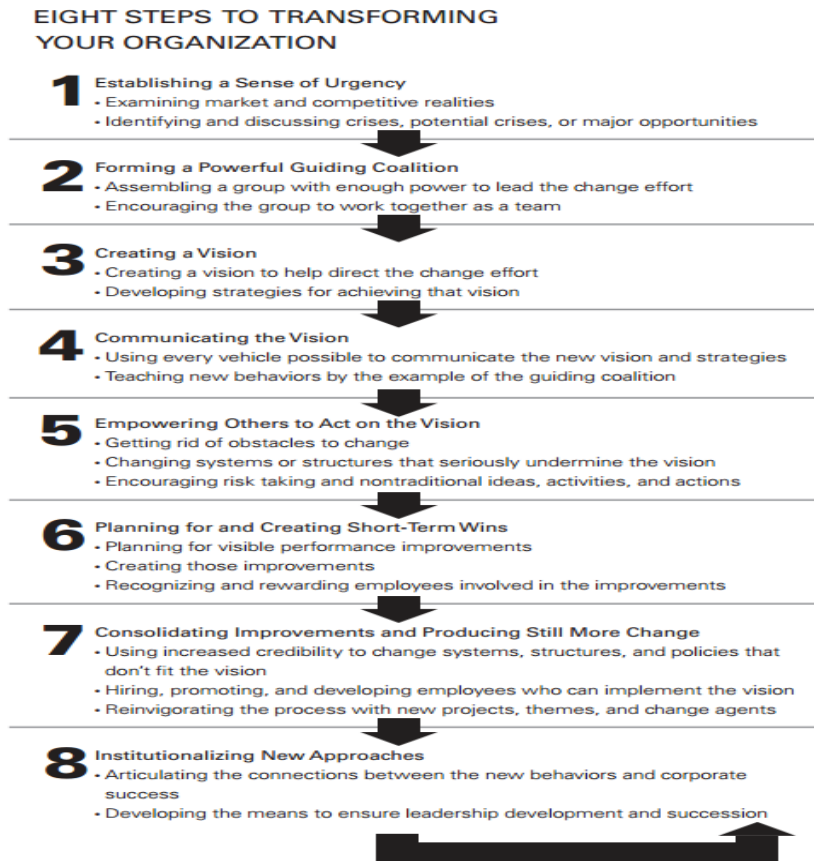 EIGHT STEPS TO TRANSFORMING
YOUR ORGANIZATION
1 Establishing a Sense of Urgency
• Examining market and competitive realities
• Identifying and discussing crises, potential crises, or major opportunities
2 Forming a Powerful Guiding Coalition
• Assembling a group with enough power to lead the change effort
• Encouraging the group to work together as a team
3 Creating a Vision
• Creating a vision to help direct the change effort
• Developing strategies for achieving that vision
4 Communicating the Vision
• Using every vehicle possible to communicate the new vision and strategies
• Teaching new behaviors by the example of the guiding coalition
5 Empowering Others to Act on the Vision
• Getting rid of obstacles to change
• Changing systems or structures that seriously undermine the vision
• Encouraging risk taking and nontraditional ideas, activities, and actions
6 Planning for and Creating Short-Term Wins
• Planning for visible performance improvements
• Creating those improvements
• Recognizing and rewarding employees involved in the improvements
7 Consolidating Improvements and Producing Still More Change
• Using increased credibility to change systems, structures, and policies that
don't fit the vision
• Hiring, promoting, and developing employees who can implement the vision
• Reinvigorating the process with new projects, themes, and change agents
8 Institutionalizing New Approaches
• Articulating the connections between the new behaviors and corporate
success
• Developing the means to ensure leadership development and succession